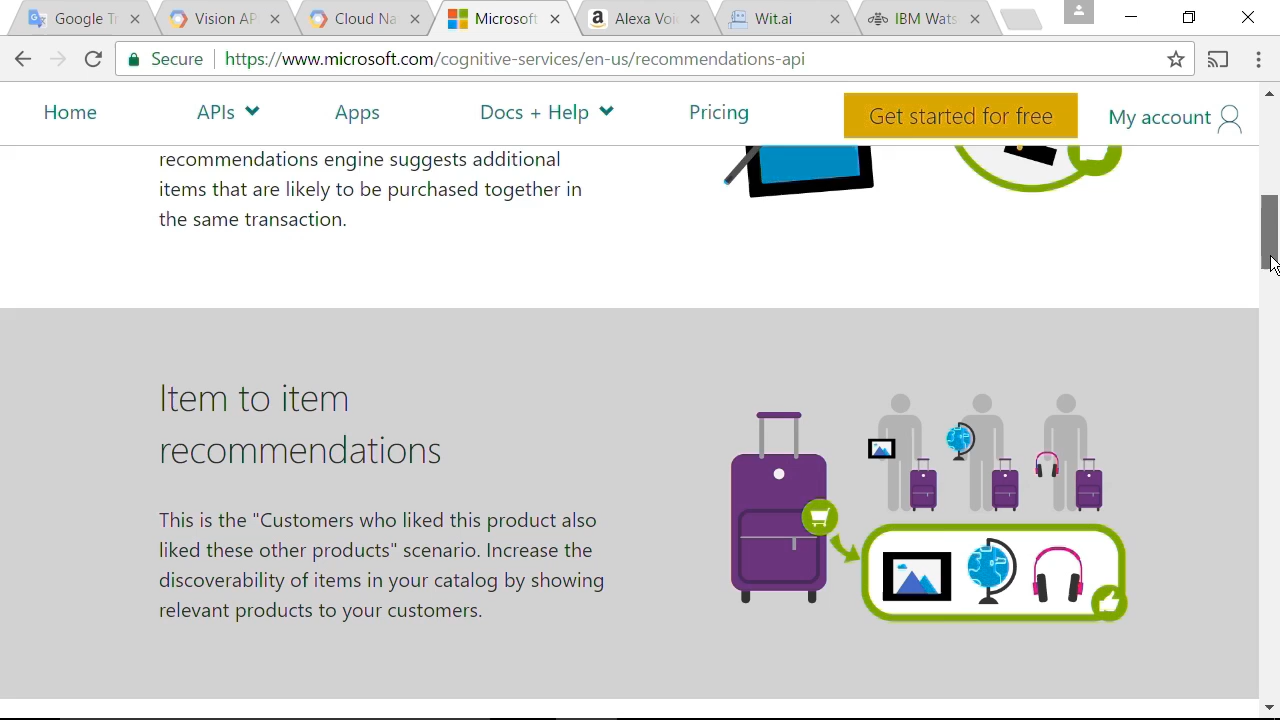 Google Tr
Vision AP
Cloud Na
Microsoft
Alexa Voi
Wit.ai
IBM Wats
Secure
https://www.microsoft.com/cognitive-services/en-us/recommendations-api
Home
APIs
Apps
Docs + Help
Pricing
Get started for free
My account
recommendations engine suggests additional
items that are likely to be purchased together in
the same transaction.
Item to item
recommendations
This is the "Customers who liked this product also
liked these other products" scenario. Increase the
discoverability of items in your catalog by showing
relevant products to your customers.